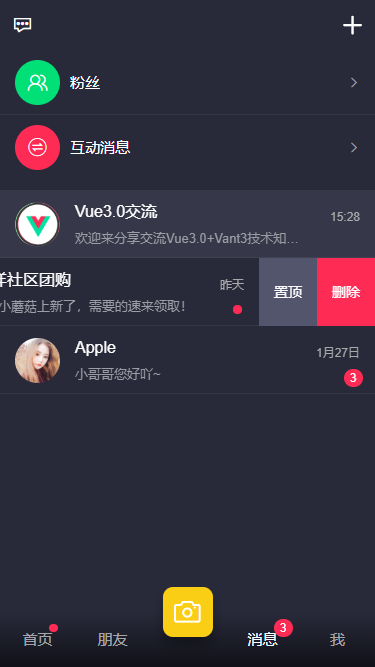 粉丝
互动消息
Vue3.0交流
15:28
欢迎来分享交流Vue3.0+Vant3技术知...
社区团购
昨天
小蘑菇上新了，需要的速来领取！
置顶
删除
Apple
1月27日
小哥哥您好吖~
3
首页
朋友
消息
3
我